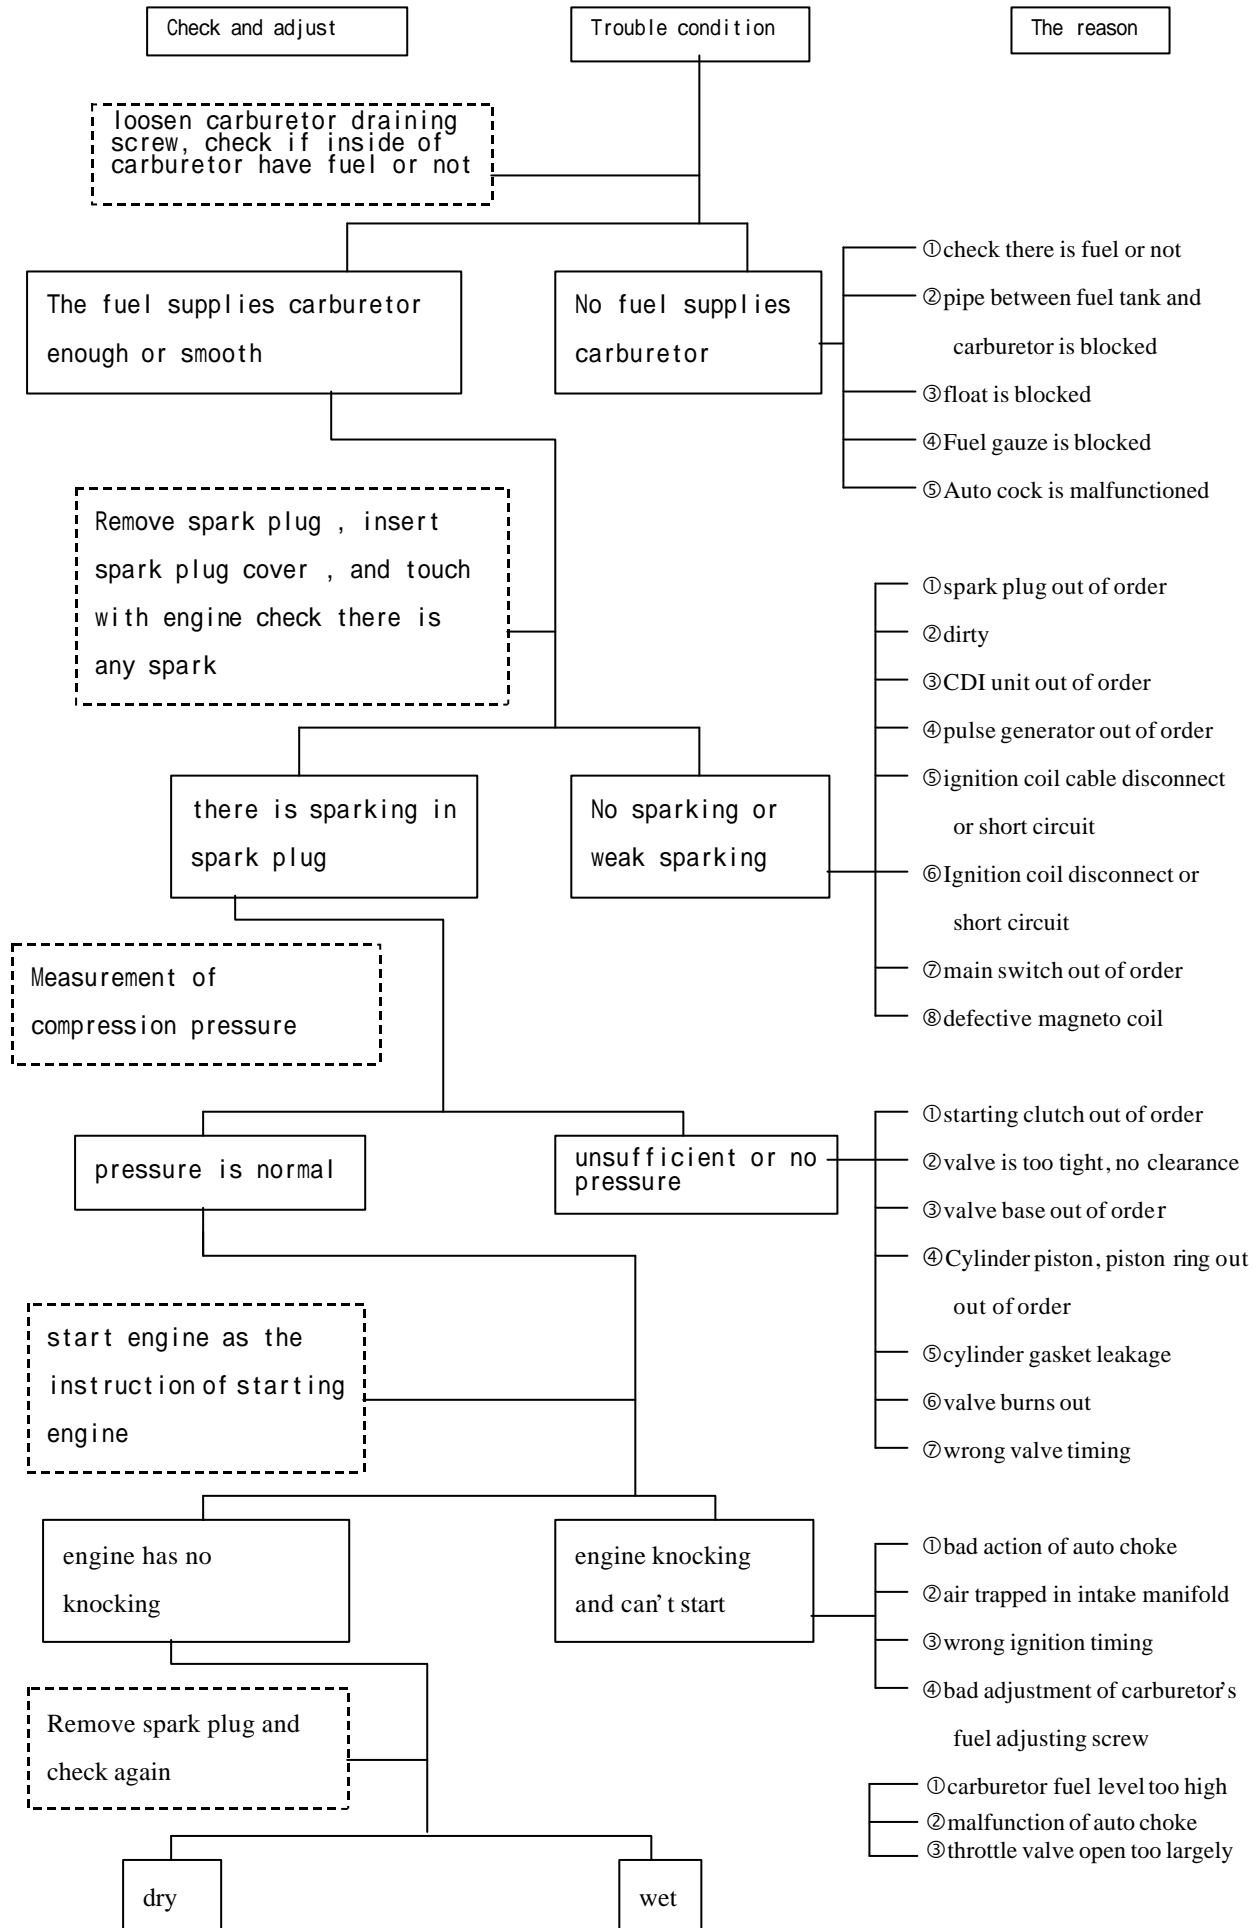 Check and adjust
Trouble condition
The reason
loosen carburetor draining
screw, check if inside of
carburetor have fuel or not
The fuel supplies carburetor
enough or smooth
No fuel supplies
carburetor
①check there is fuel or not
②pipe between fuel tank and
carburetor is blocked
③float is blocked
④Fuel gauze is blocked
⑤Auto cock is malfunctioned
Remove spark plug , insert
spark plug cover , and touch
with engine check there is
any spark
there is sparking in
spark plug
No sparking or
weak sparking
①spark plug out of order
②dirty
③CDI unit out of order
④pulse generator out of order
⑤ignition coil cable disconnect
or short circuit
⑥Ignition coil disconnect or
short circuit
⑦main switch out of order
⑧defective magneto coil
Measurement of
compression pressure
pressure is normal
unsufficient or no
pressure
①starting clutch out of order
②valve is too tight, no clearance
③valve base out of order
④Cylinder piston, piston ring out
out of order
⑤cylinder gasket leakage
⑥valve burns out
⑦wrong valve timing
start engine as the
instruction of starting
engine
engine has no
knocking
engine knocking
and can't start
①bad action of auto choke
②air trapped in intake manifold
③wrong ignition timing
④bad adjustment of carburetor's
fuel adjusting screw
Remove spark plug and
check again
①carburetor fuel level too high
②malfunction of auto choke
③throttle valve open too largely
dry
wet